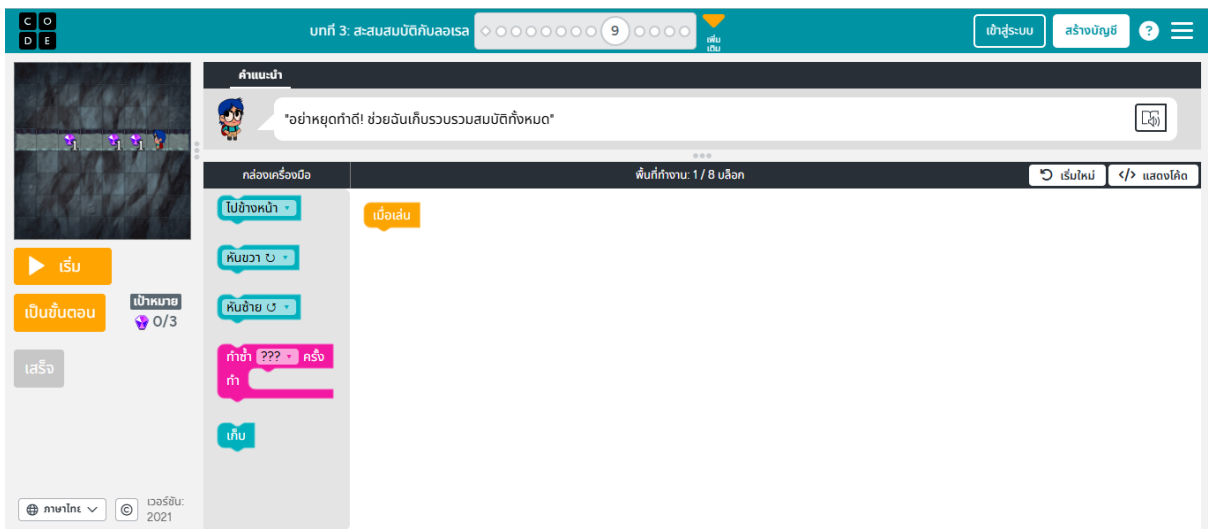 C O
D E
บทที่ 3: สะสมสมบัติกับลอเรล
9
เพิ่มเติม
เข้าสู่ระบบ
สร้างบัญชี
?
คำแนะนำ
"อย่าหยุดทำดี! ช่วยฉันเก็บรวบรวมสมบัติทั้งหมด"
กล่องเครื่องมือ
พื้นที่ทำงาน: 1 / 8 บล็อก
เริ่มใหม่
</> แสดงโค้ด
1 1 1
ไปข้างหน้า
เมื่อเล่น
หันขวา ↻
หันซ้าย ↺
ทำซ้ำ ??? ครั้ง
ทำ
เก็บ
เริ่ม
เป็นขั้นตอน
เป้าหมาย
0/3
เสร็จ
ภาษาไทย
©
เวอร์ชัน:
2021